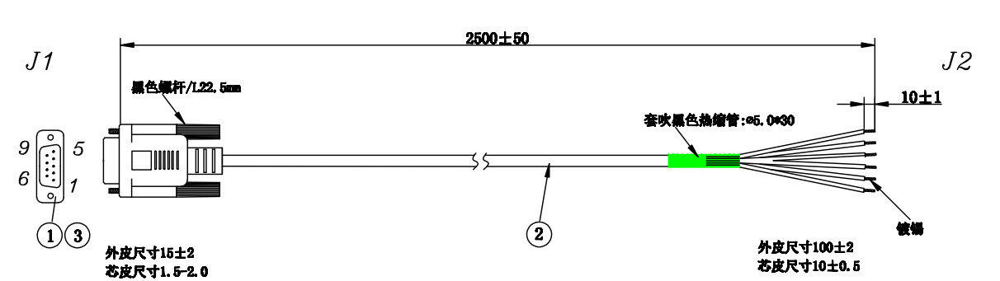 2500±50
J1
J2
黑色螺杆/L22.5mm
10±1
套吹黑色热缩管:ø5.0*30
9 5
6 1
1 3
2
镀锡
外皮尺寸15±2
芯皮尺寸1.5-2.0
外皮尺寸100±2
芯皮尺寸10±0.5